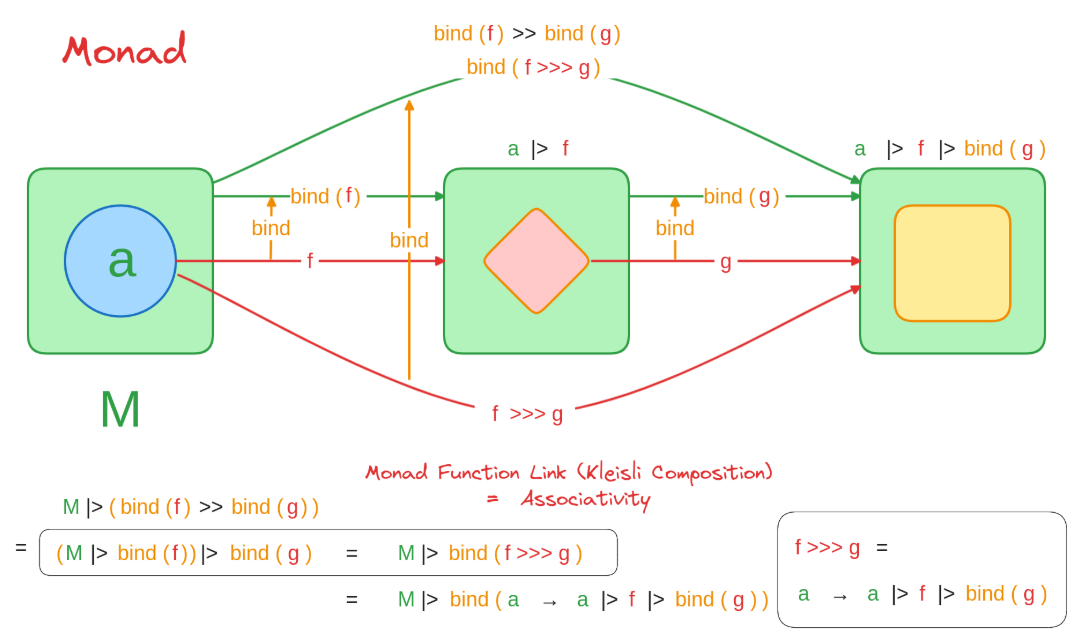 bind (f) >> bind (g)
Monad
bind ( f >>> g )
a |> f
a |> f |> bind ( g )
bind (f)
bind (g)
bind
bind
bind
a
f
g
M
f >>> g
Monad Function Link (Kleisli Composition)
= Associativity
M |> ( bind (f) >> bind (g) )
= (M |> bind (f)) |> bind ( g ) = M |> bind ( f >>> g )
= M |> bind ( a → a |> f |> bind ( g ) )
f >>> g =
a → a |> f |> bind ( g )